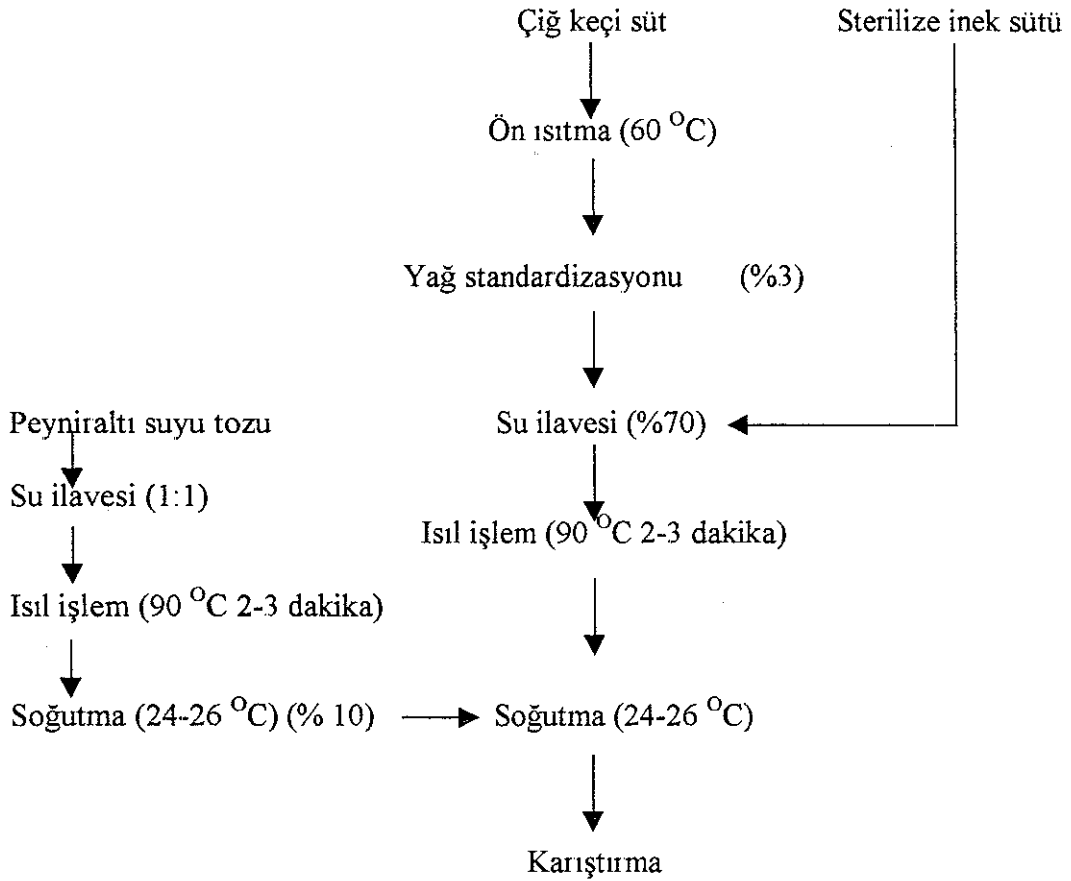 Çiğ keçi süt
Sterilize inek sütü
Ön ısıtma (60 °C)
Yağ standardizasyonu (%3)
Peyniraltı suyu tozu
Su ilavesi (%70)
Su ilavesi (1:1)
Isıl işlem (90 °C 2-3 dakika)
Isıl işlem (90 °C 2-3 dakika)
Soğutma (24-26 °C) (% 10)
Soğutma (24-26 °C)
Karıştırma